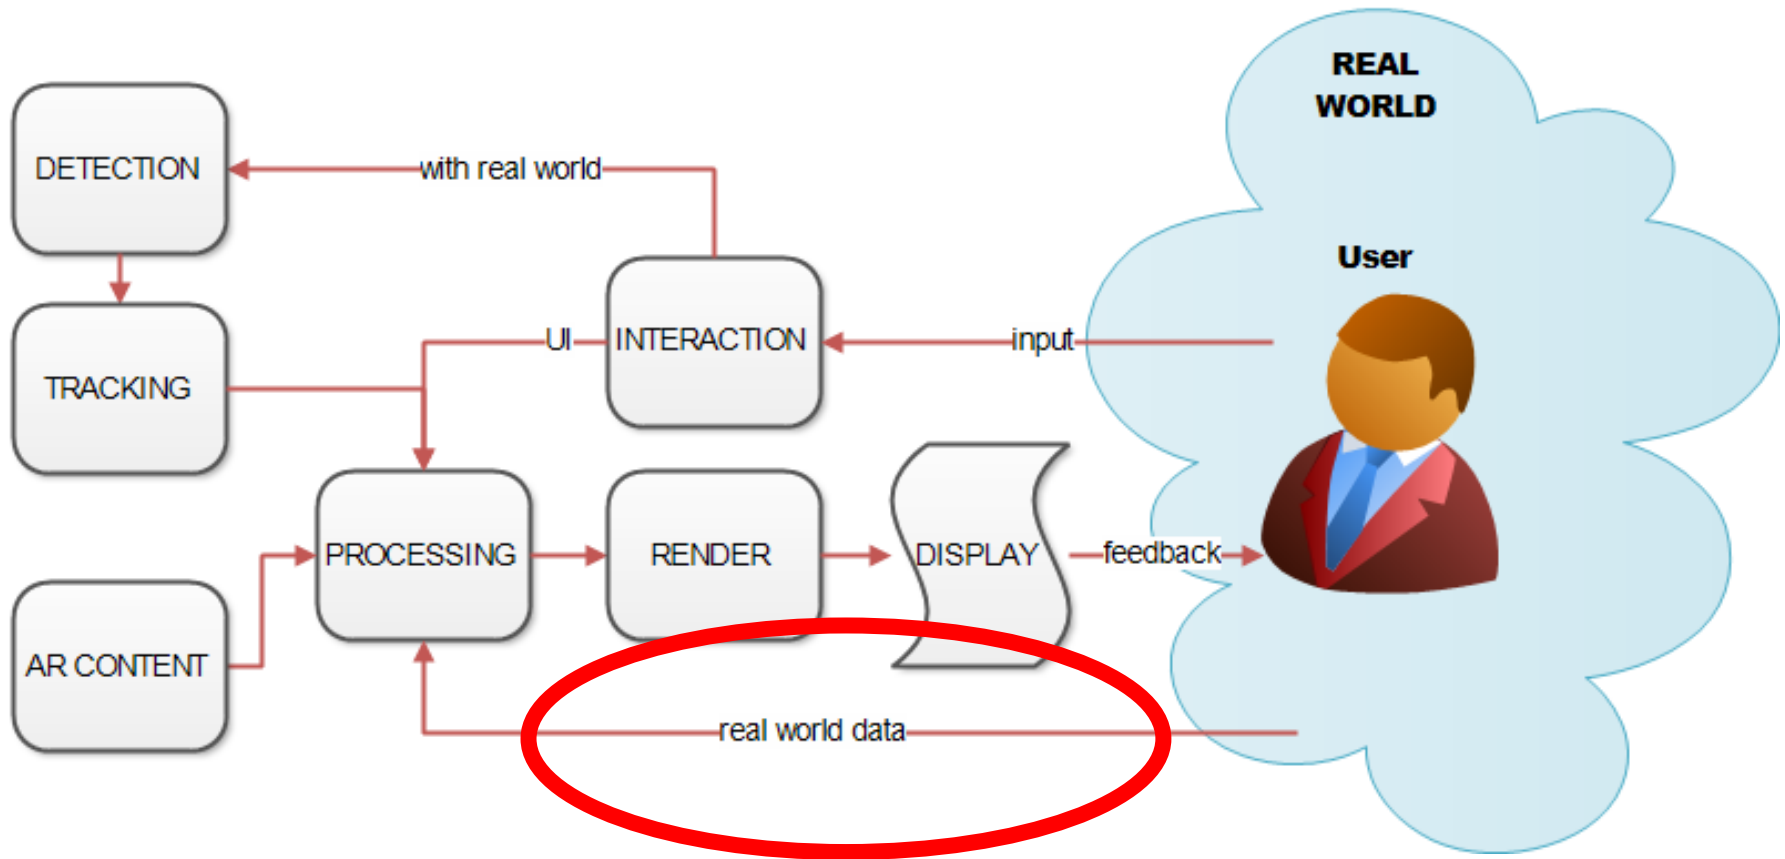 REAL
WORLD
DETECTION
with real world
User
UI
INTERACTION
input
TRACKING
PROCESSING
RENDER
DISPLAY
feedback
AR CONTENT
real world data